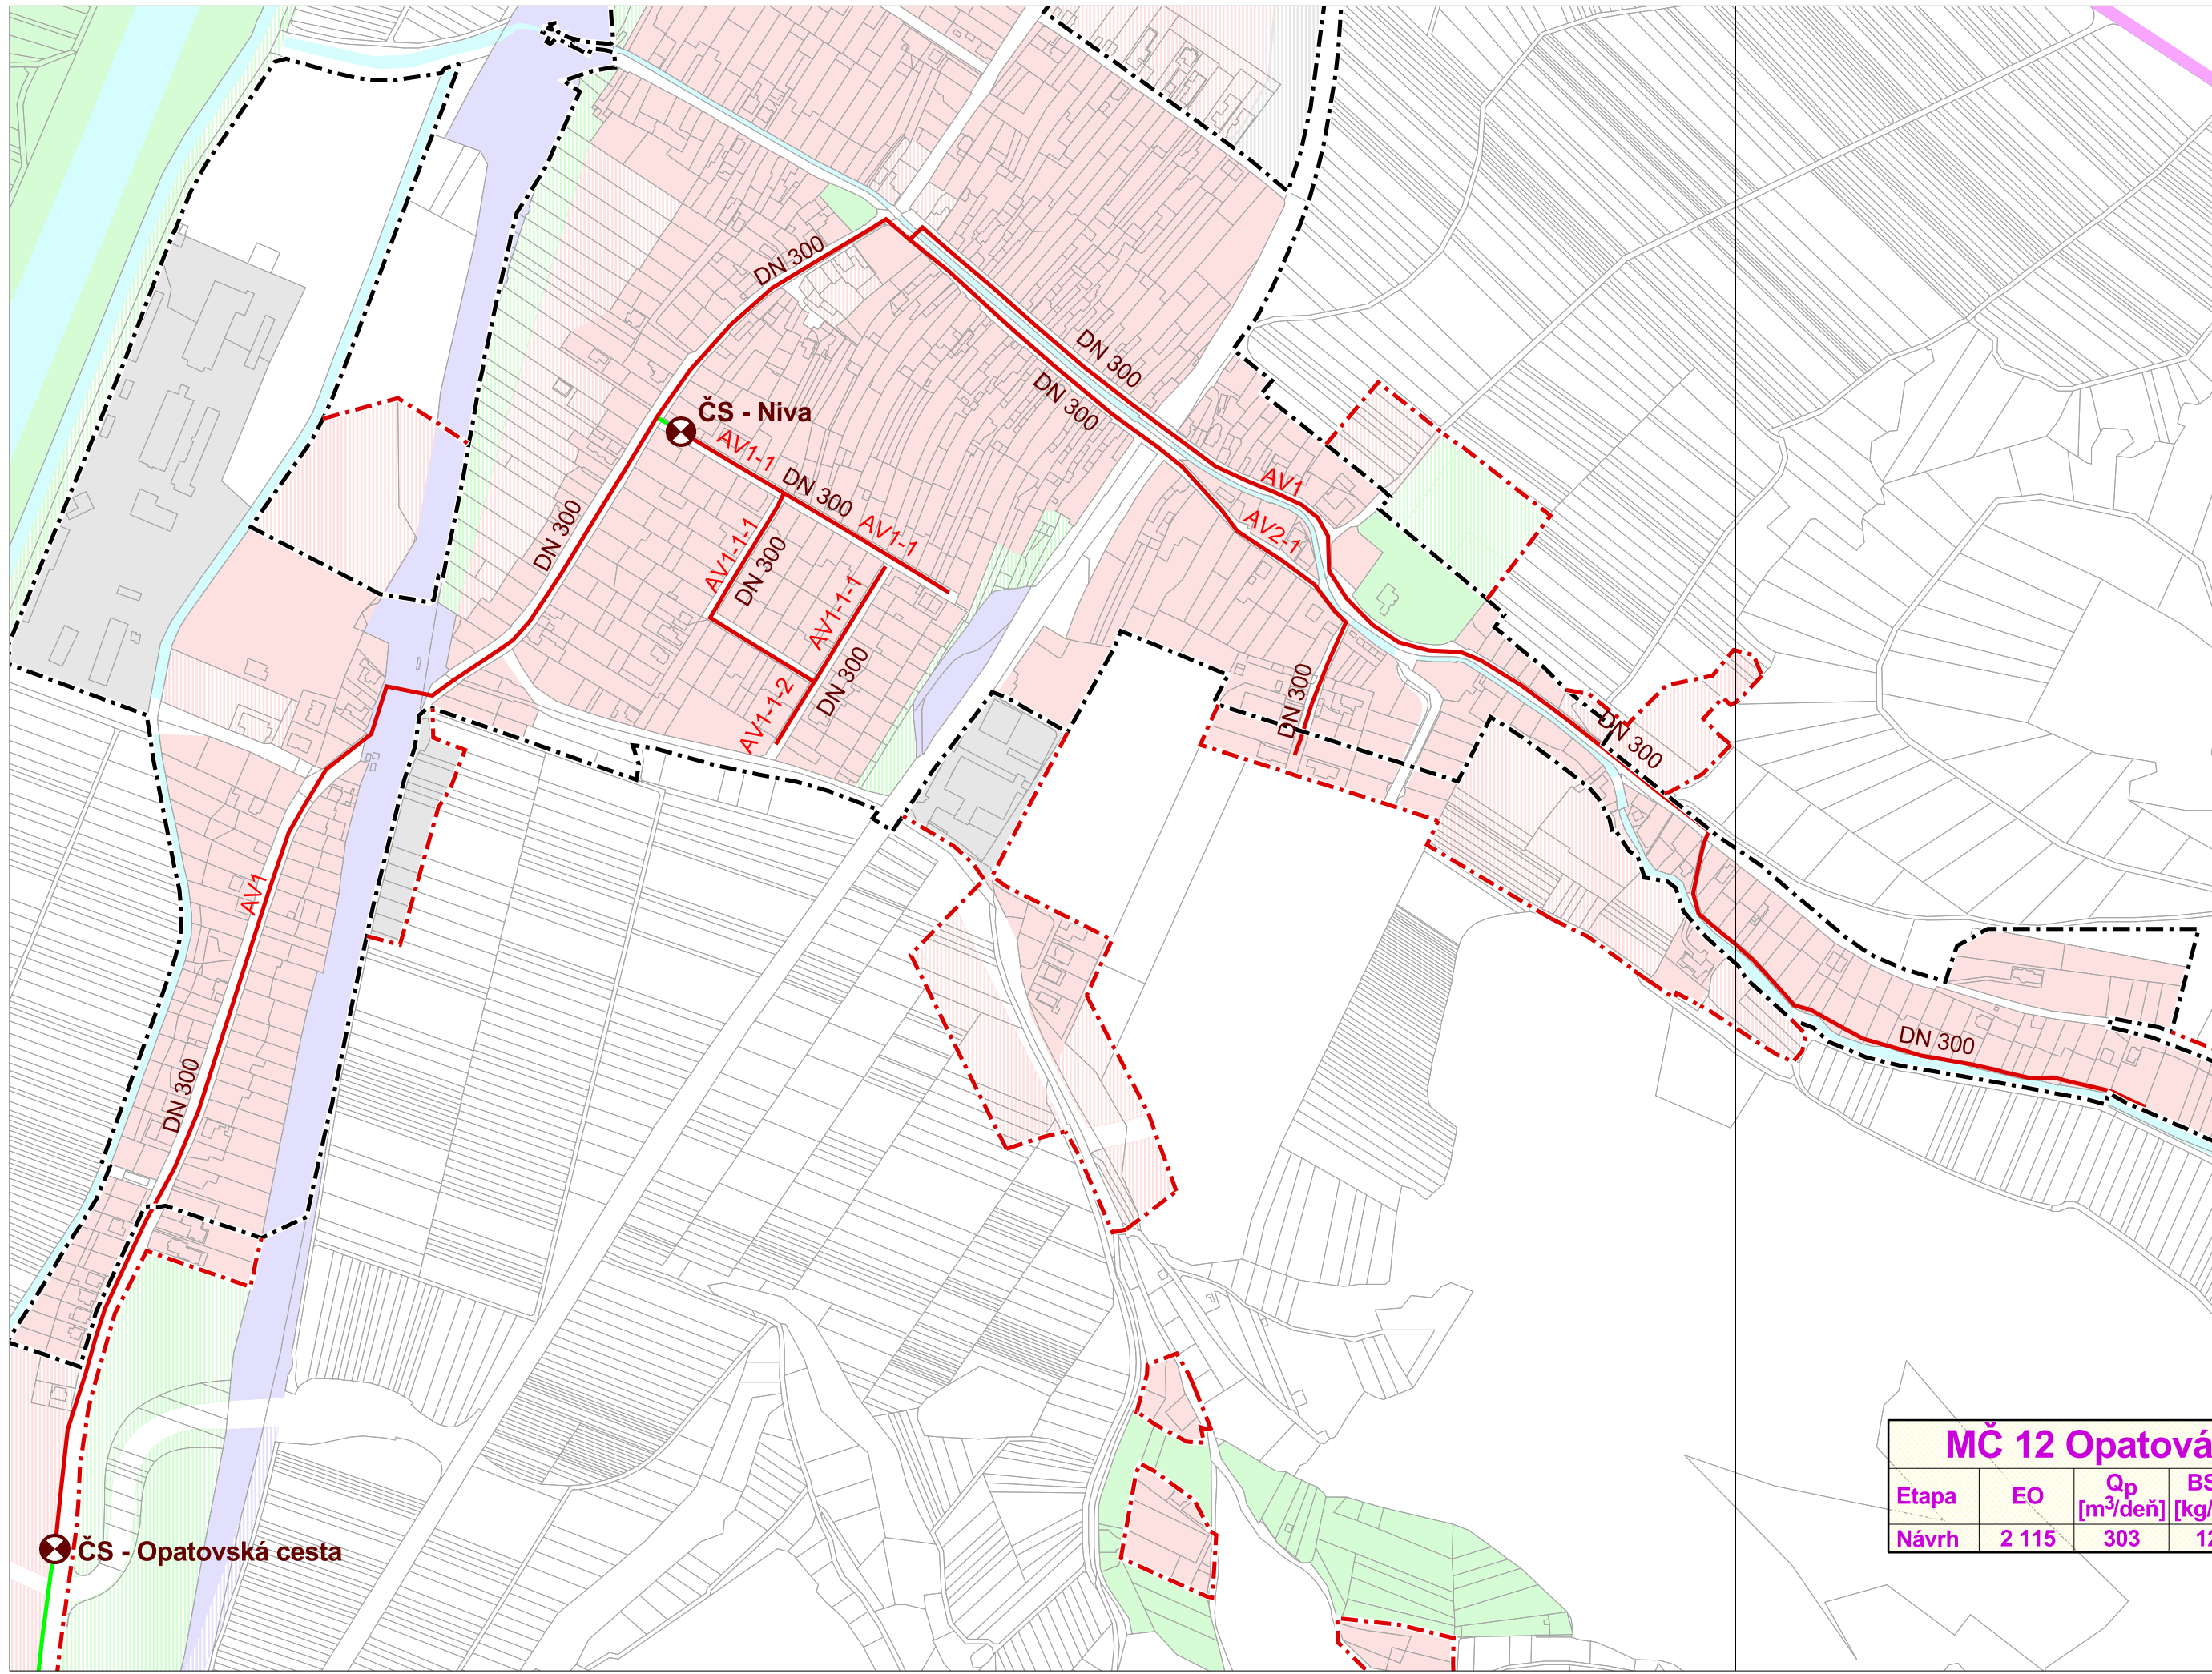 DN 300
DN 300
DN 300
ČS - Niva
AV1-1
DN 300
AV1-1
AV1
AV2-1
DN 300
AV1-1-1
DN 300
AV1-1-1
DN 300
AV1-1-2
DN 300
DN 300
AV1
DN 300
DN 300
ČS - Opatovská cesta
MČ 12 Opatová
Etapa EO Qp [m³/deň]
Návrh 2 115 303